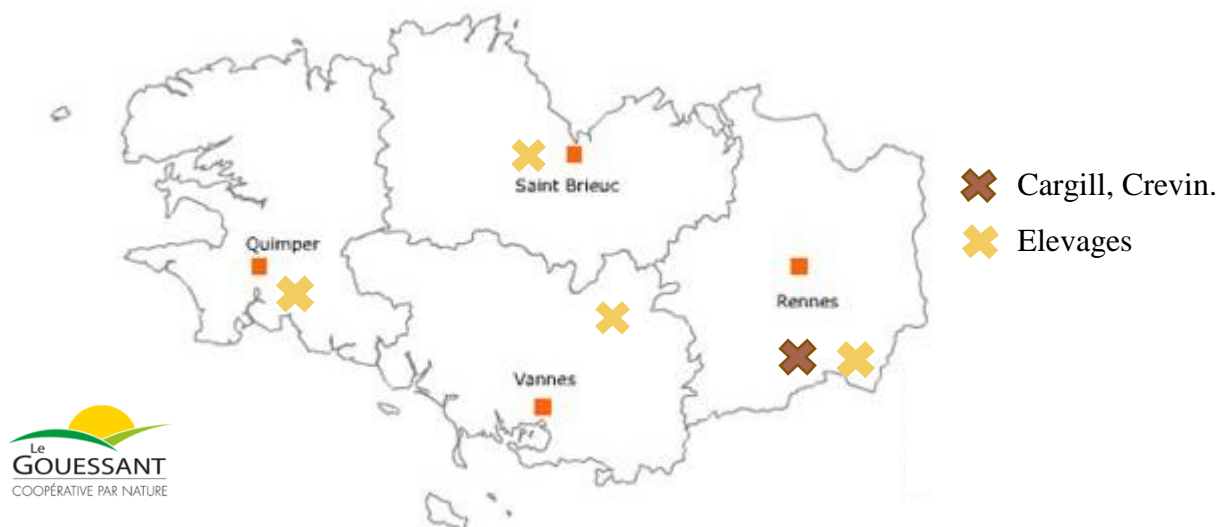 Saint Brieuc
Cargill, Crevin.
Elevages
Quimper
Rennes
Vannes
Le
GOUESSANT
COOPÉRATIVE PAR NATURE